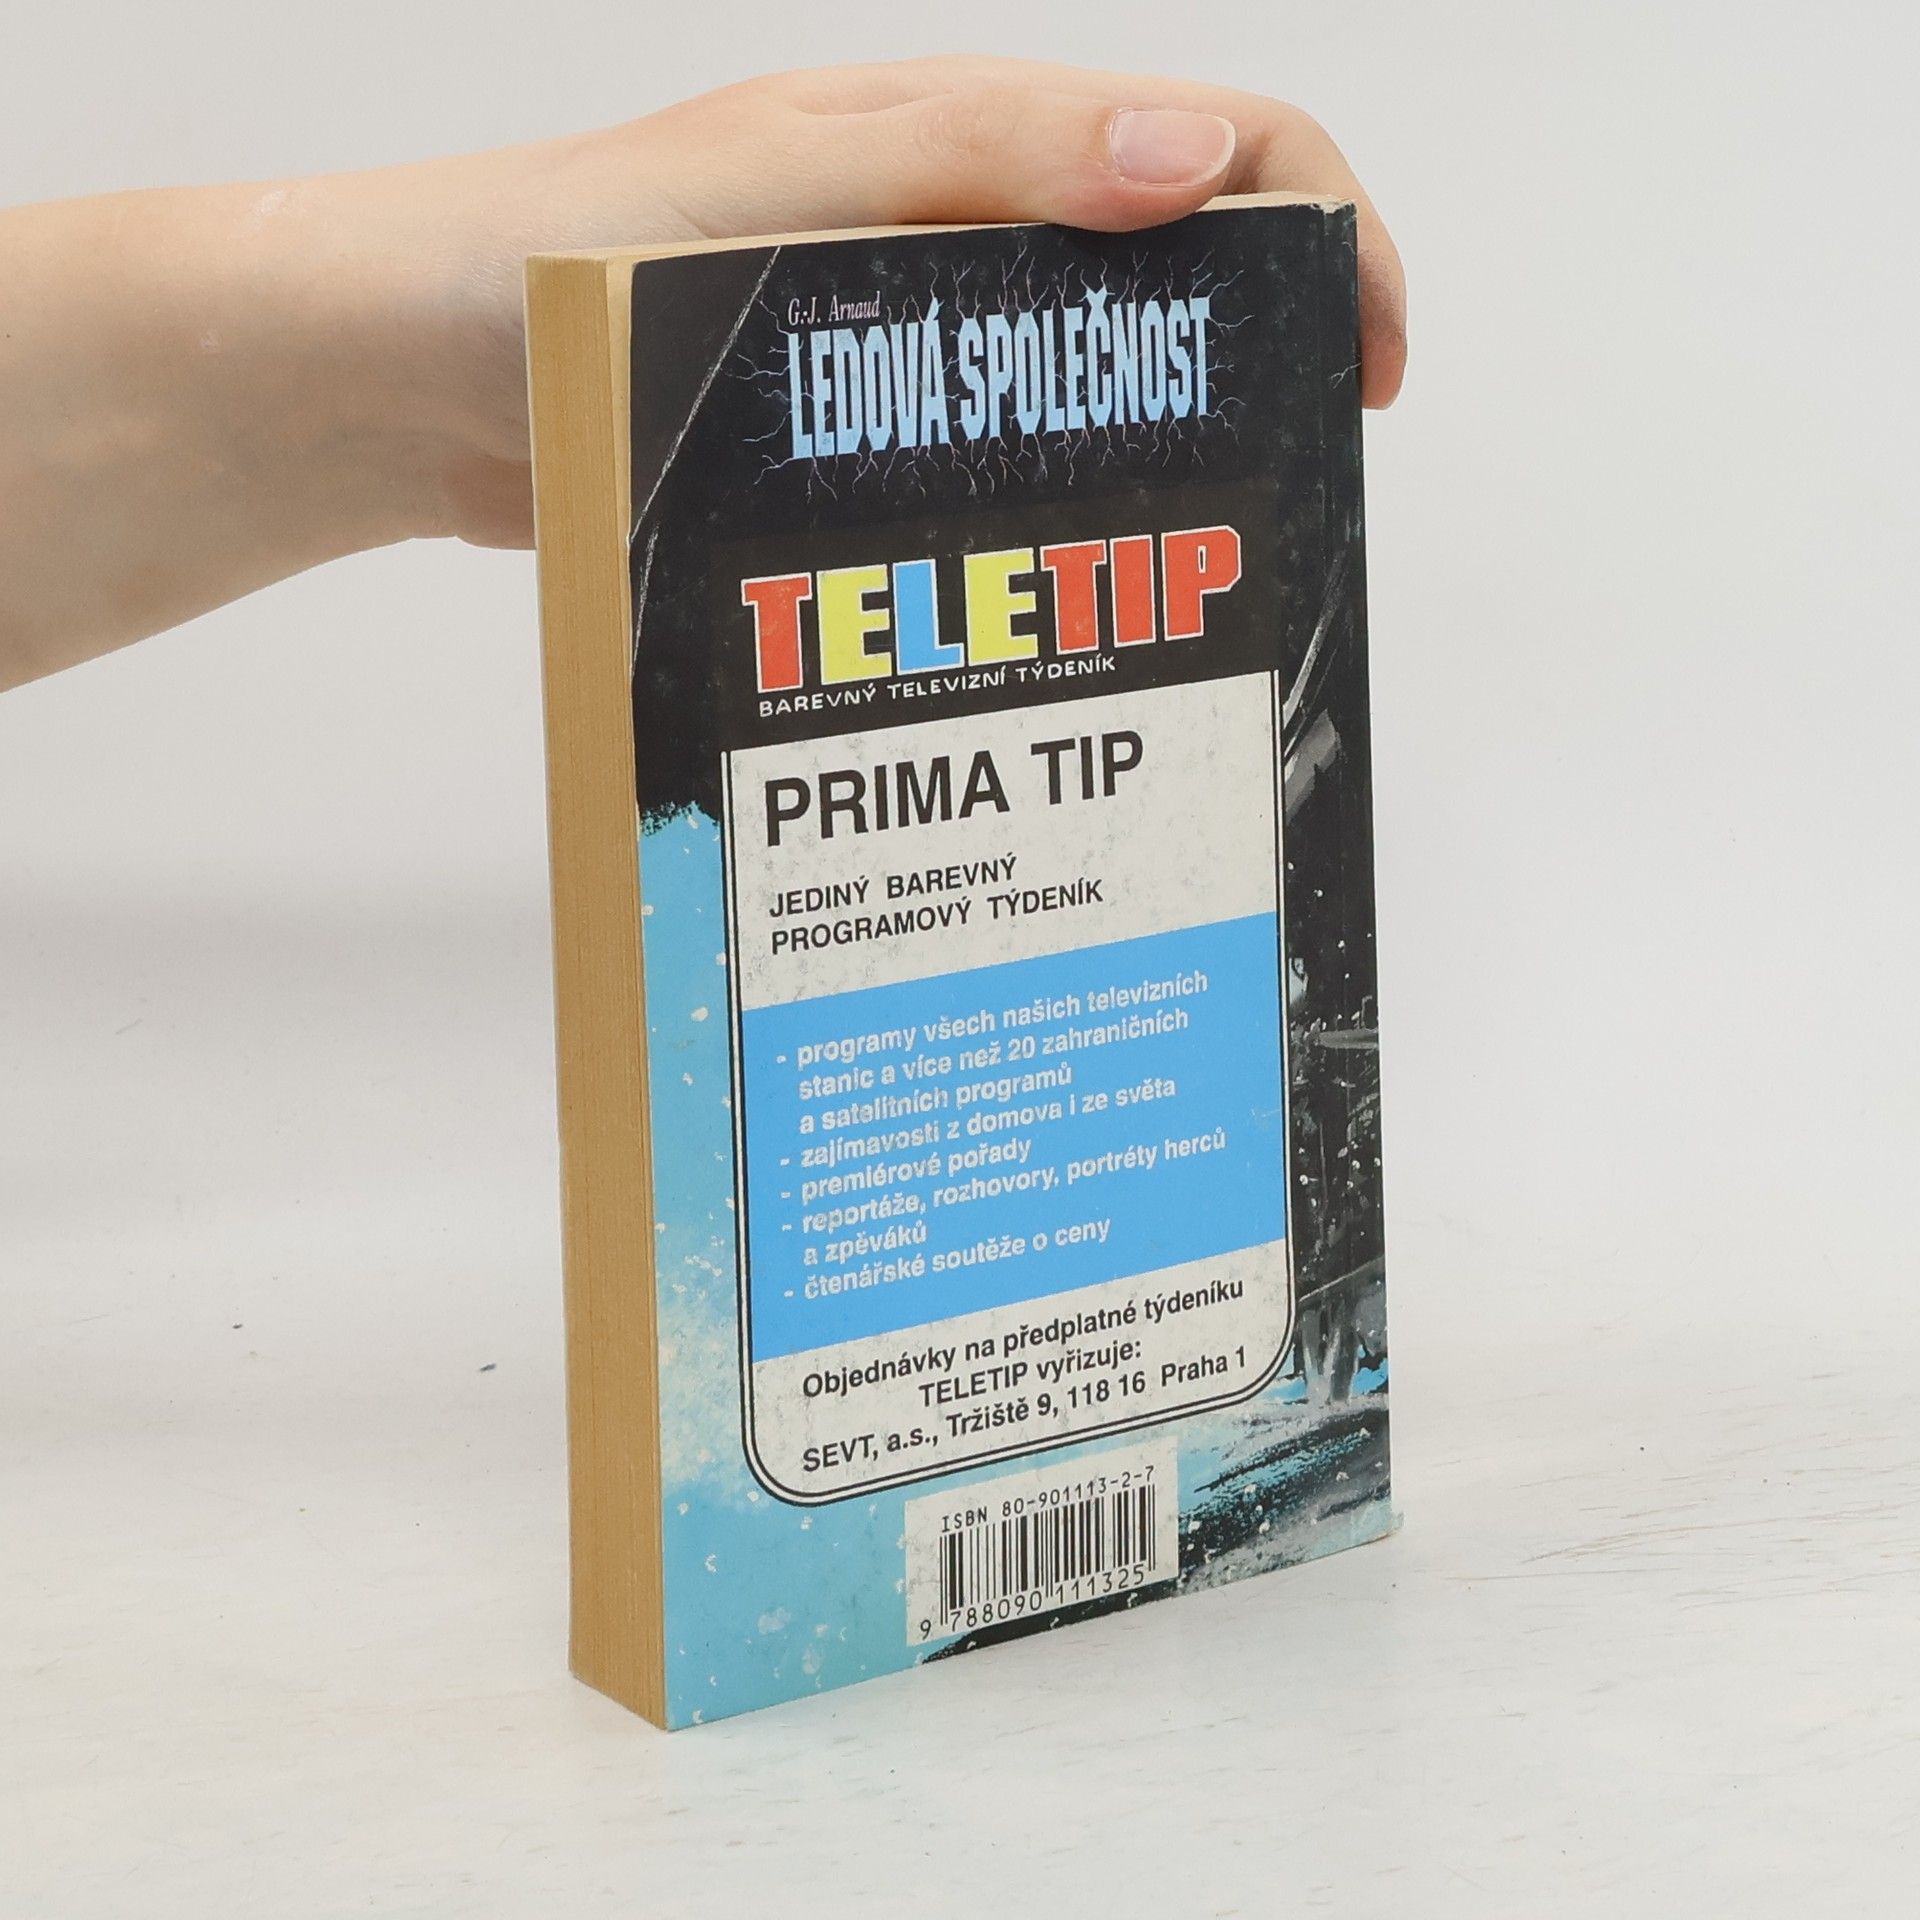 G.-J. Arnaud
LEDOVÁ SPOLEČNOST
TELETIP
BAREVNÝ TELEVIZNÍ TÝDENÍK
PRIMA TIP
JEDINÝ BAREVNÝ
PROGRAMOVÝ TÝDENÍK
- programy všech našich televizních
stanic a více než 20 zahraničních
a satelitních programů
- zajímavosti z domova i ze světa
- premiérové pořady
- reportáže, rozhovory, portréty herců
a zpěváků
- čtenářské soutěže o ceny
Objednávky na předplatné týdeníku
TELETIP vyřizuje:
SEVT, a.s., Tržiště 9, 118 16 Praha 1
ISBN 80-901113-2-7
9 788090 111325